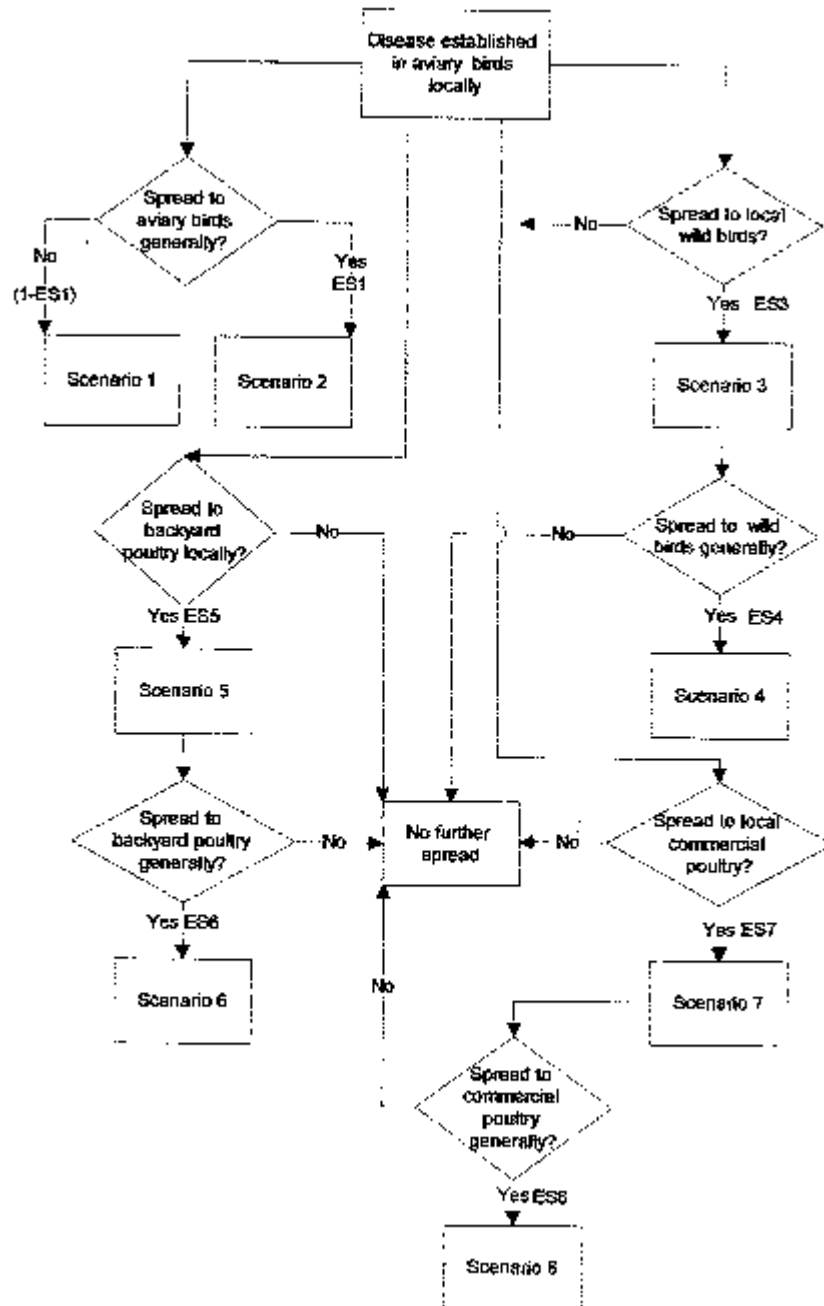 Disease established
in aviary birds
locally
Spread to
aviary birds
generally?
No
(1-ES1)
Yes
ES1
Scenario 1
Scenario 2
Spread to local
wild birds?
No
Yes ES3
Scenario 3
Spread to
backyard
poultry locally?
No
Yes ES5
Scenario 5
Spread to wild
birds generally?
No
Yes ES4
Scenario 4
Spread to
backyard poultry
generally?
No
Yes ES6
Scenario 6
No further
spread
Spread to local
commercial
poultry?
No
Yes ES7
Scenario 7
No
Spread to
commercial
poultry
generally?
Yes
Scenario